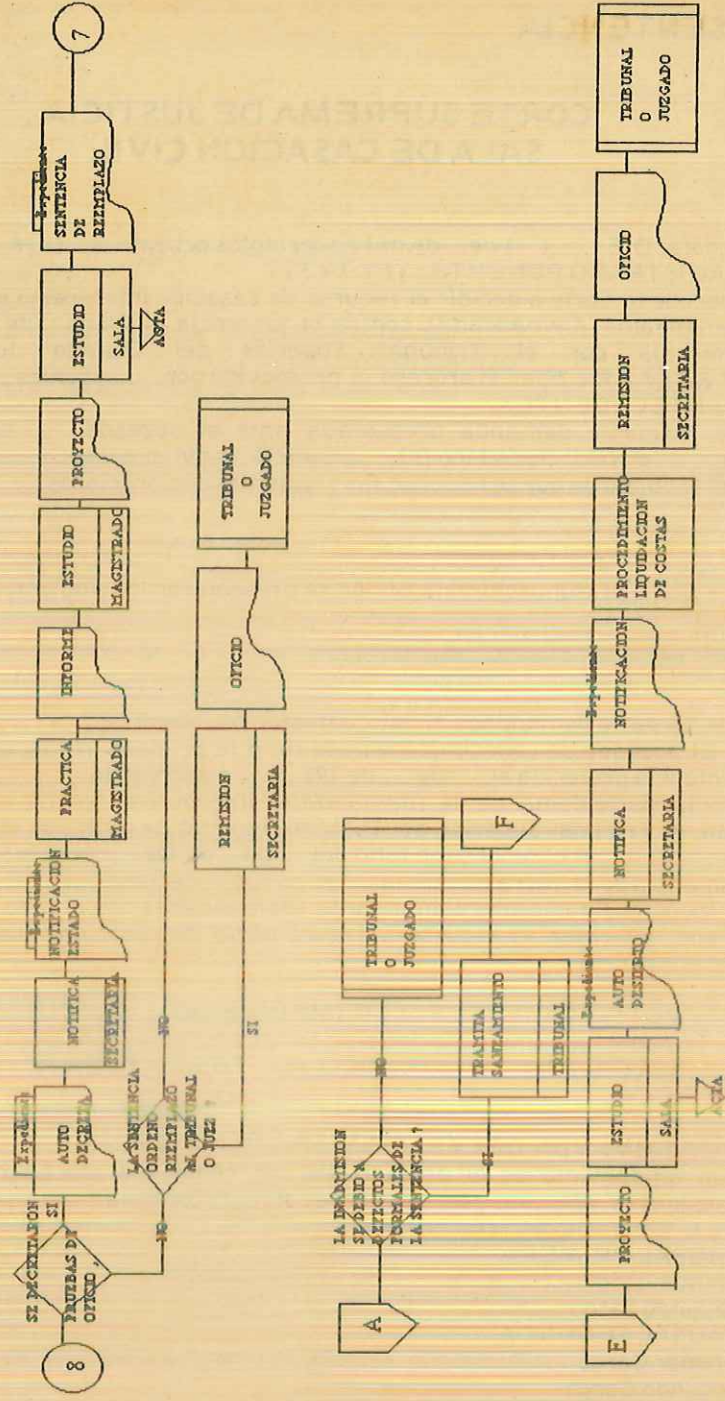 8
SE DECRETARON
PRUEBAS DE
OFICIO ,
SI
NO
Expediente
AUTO
DECRETA
NOTIFICA
SECRETARIA
Expediente
NOTIFICACION
ESTADO
PRACTICA
MAGISTRADO
INFORME
ESTUDIO
MAGISTRADO
PROYECTO
ESTUDIO
SALA
ACTA
Expediente
SENTENCIA
DE
REEMPLAZO
7
LA SENTENCIA
ORDENO
REEMPLAZO
AL TRIBUNAL
O JUEZ ?
NO
SI
REMISION
SECRETARIA
OFICIO
TRIBUNAL
O
JUZGADO
A
LA INADMISION
SE DEBIO A
DEFECTOS
FORMALES DE
LA SENTENCIA ?
NO
SI
TRIBUNAL
O
JUZGADO
TRAMITA
SANEAMIENTO
TRIBUNAL
F
E
PROYECTO
ESTUDIO
SALA
ACTA
Expediente
AUTO
DESIERTO
NOTIFICA
SECRETARIA
Expediente
NOTIFICACION
PROCEDIMIENTO
LIQUIDACION
DE COSTAS
REMISION
SECRETARIA
OFICIO
TRIBUNAL
O
JUZGADO